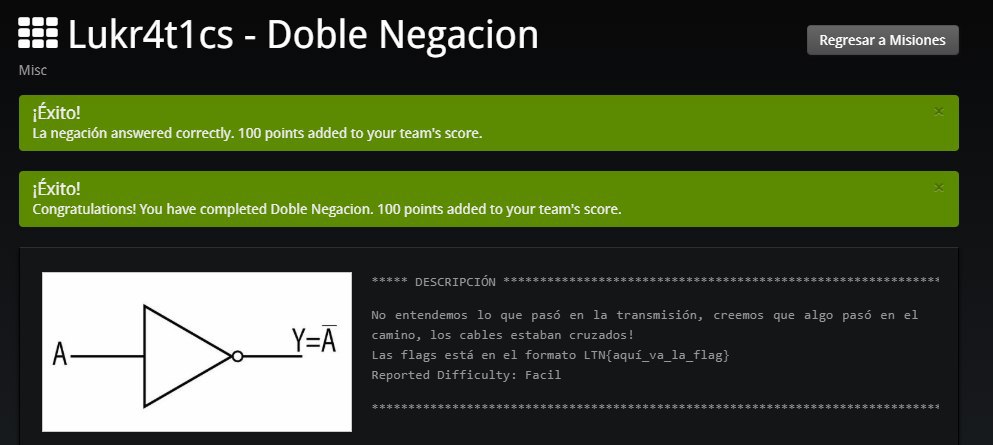 Lukr4t1cs - Doble Negacion
Regresar a Misiones
Misc
¡Éxito!
×
La negación answered correctly. 100 points added to your team's score.
¡Éxito!
×
Congratulations! You have completed Doble Negacion. 100 points added to your team's score.
***** DESCRIPCIÓN ************************************************************
No entendemos lo que pasó en la transmisión, creemos que algo pasó en el
camino, los cables estaban cruzados!
Las flags está en el formato LTN{aquí_va_la_flag}
Reported Difficulty: Facil
******************************************************************************
A
Y=A̅